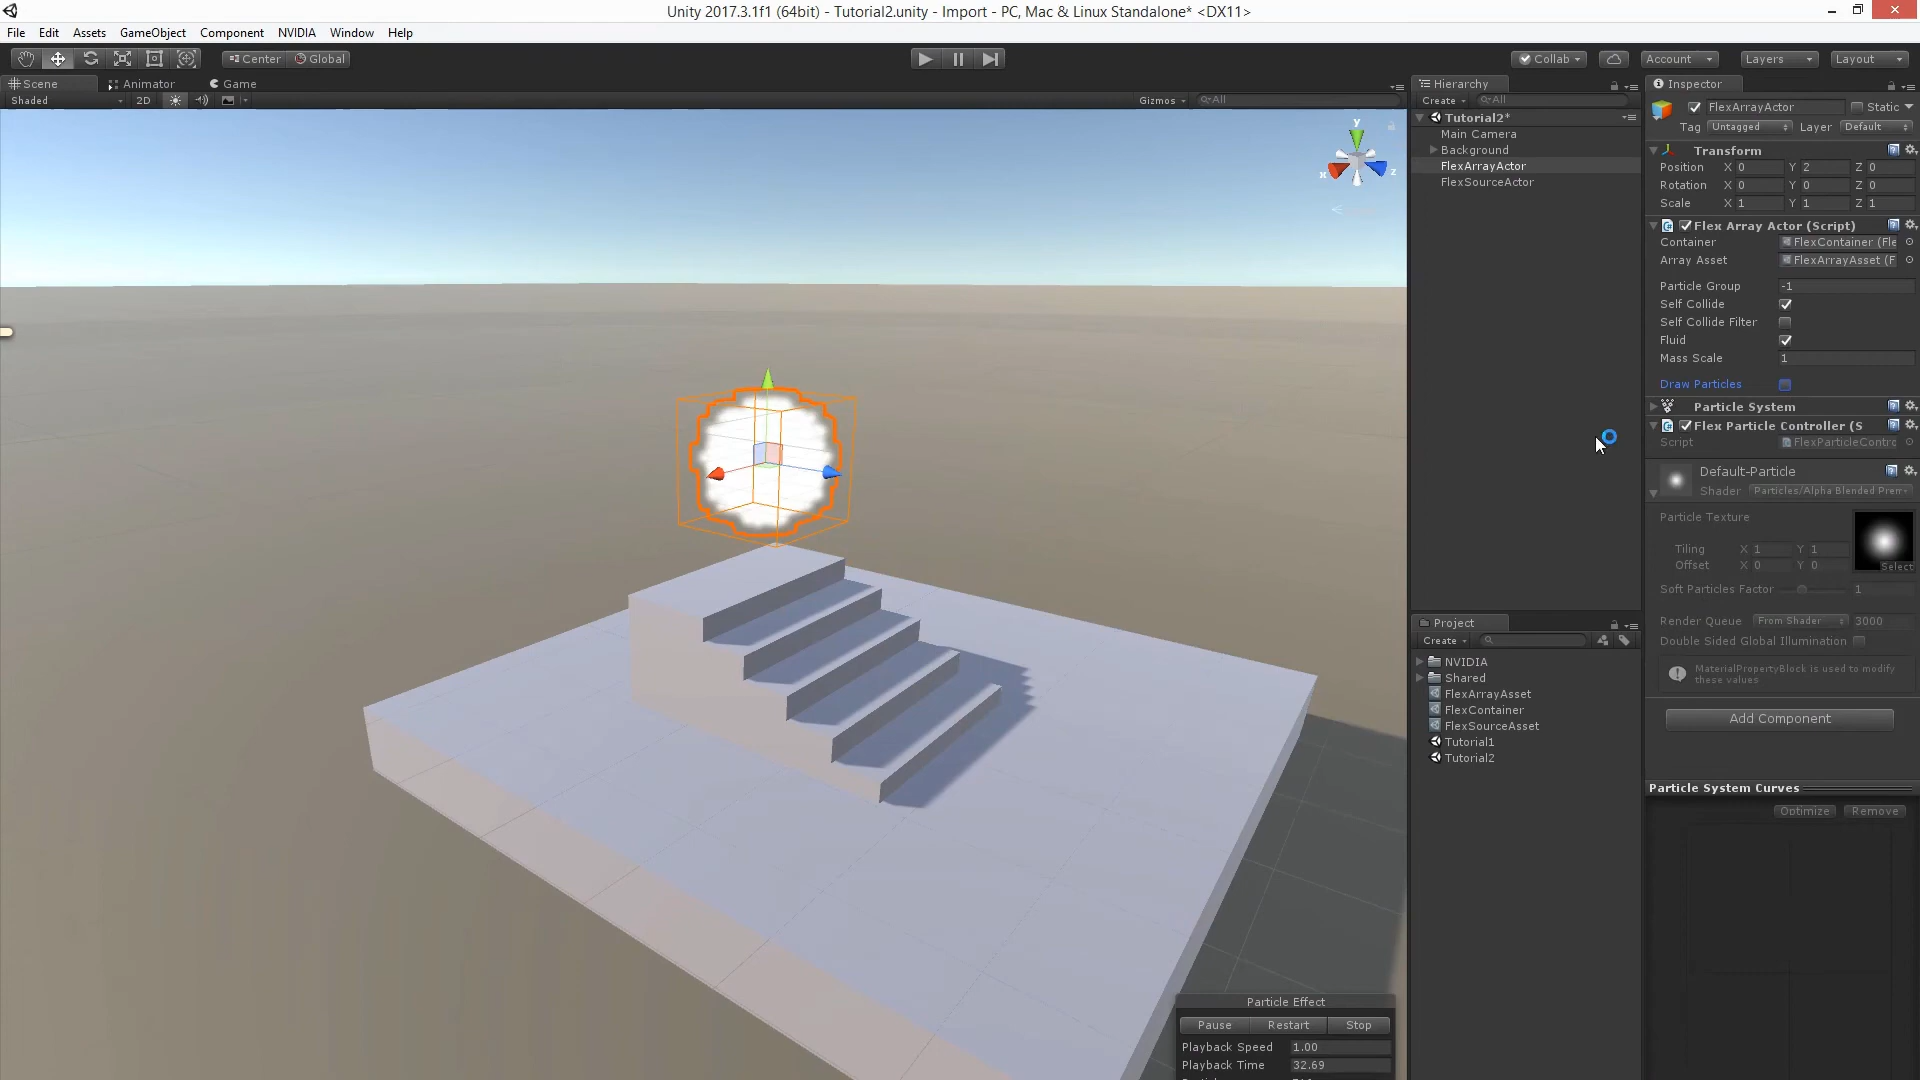 Unity 2017.3.1f1 (64bit) - Tutorial2.unity - Import - PC, Mac & Linux Standalone* <DX11>
File Edit Assets GameObject Component NVIDIA Window Help
Center Global Collab Account Layers Layout
Scene Animator Game
Shaded 2D Gizmos All
y
x z
Hierarchy
Create All
Tutorial2*
Main Camera
Background
FlexArrayActor
FlexSourceActor
Project
Create
NVIDIA
Shared
FlexArrayAsset
FlexContainer
FlexSourceAsset
Tutorial1
Tutorial2
Inspector
FlexArrayActor Static
Tag Untagged Layer Default
Transform
Position X 0 Y 2 Z 0
Rotation X 0 Y 0 Z 0
Scale X 1 Y 1 Z 1
Flex Array Actor (Script)
Container FlexContainer (Fle
Array Asset FlexArrayAsset (F
Particle Group -1
Self Collide
Self Collide Filter
Fluid
Mass Scale 1
Draw Particles
Particle System
Flex Particle Controller (S
Script FlexParticleContro
Default-Particle
Shader Particles/Alpha Blended Prem
Particle Texture
Tiling X 1 Y 1
Offset X 0 Y 0
Select
Soft Particles Factor 1
Render Queue From Shader 3000
Double Sided Global Illumination
MaterialPropertyBlock is used to modify
these values
Add Component
Particle System Curves
Optimize Remove
Particle Effect
Pause Restart Stop
Playback Speed 1.00
Playback Time 32.69